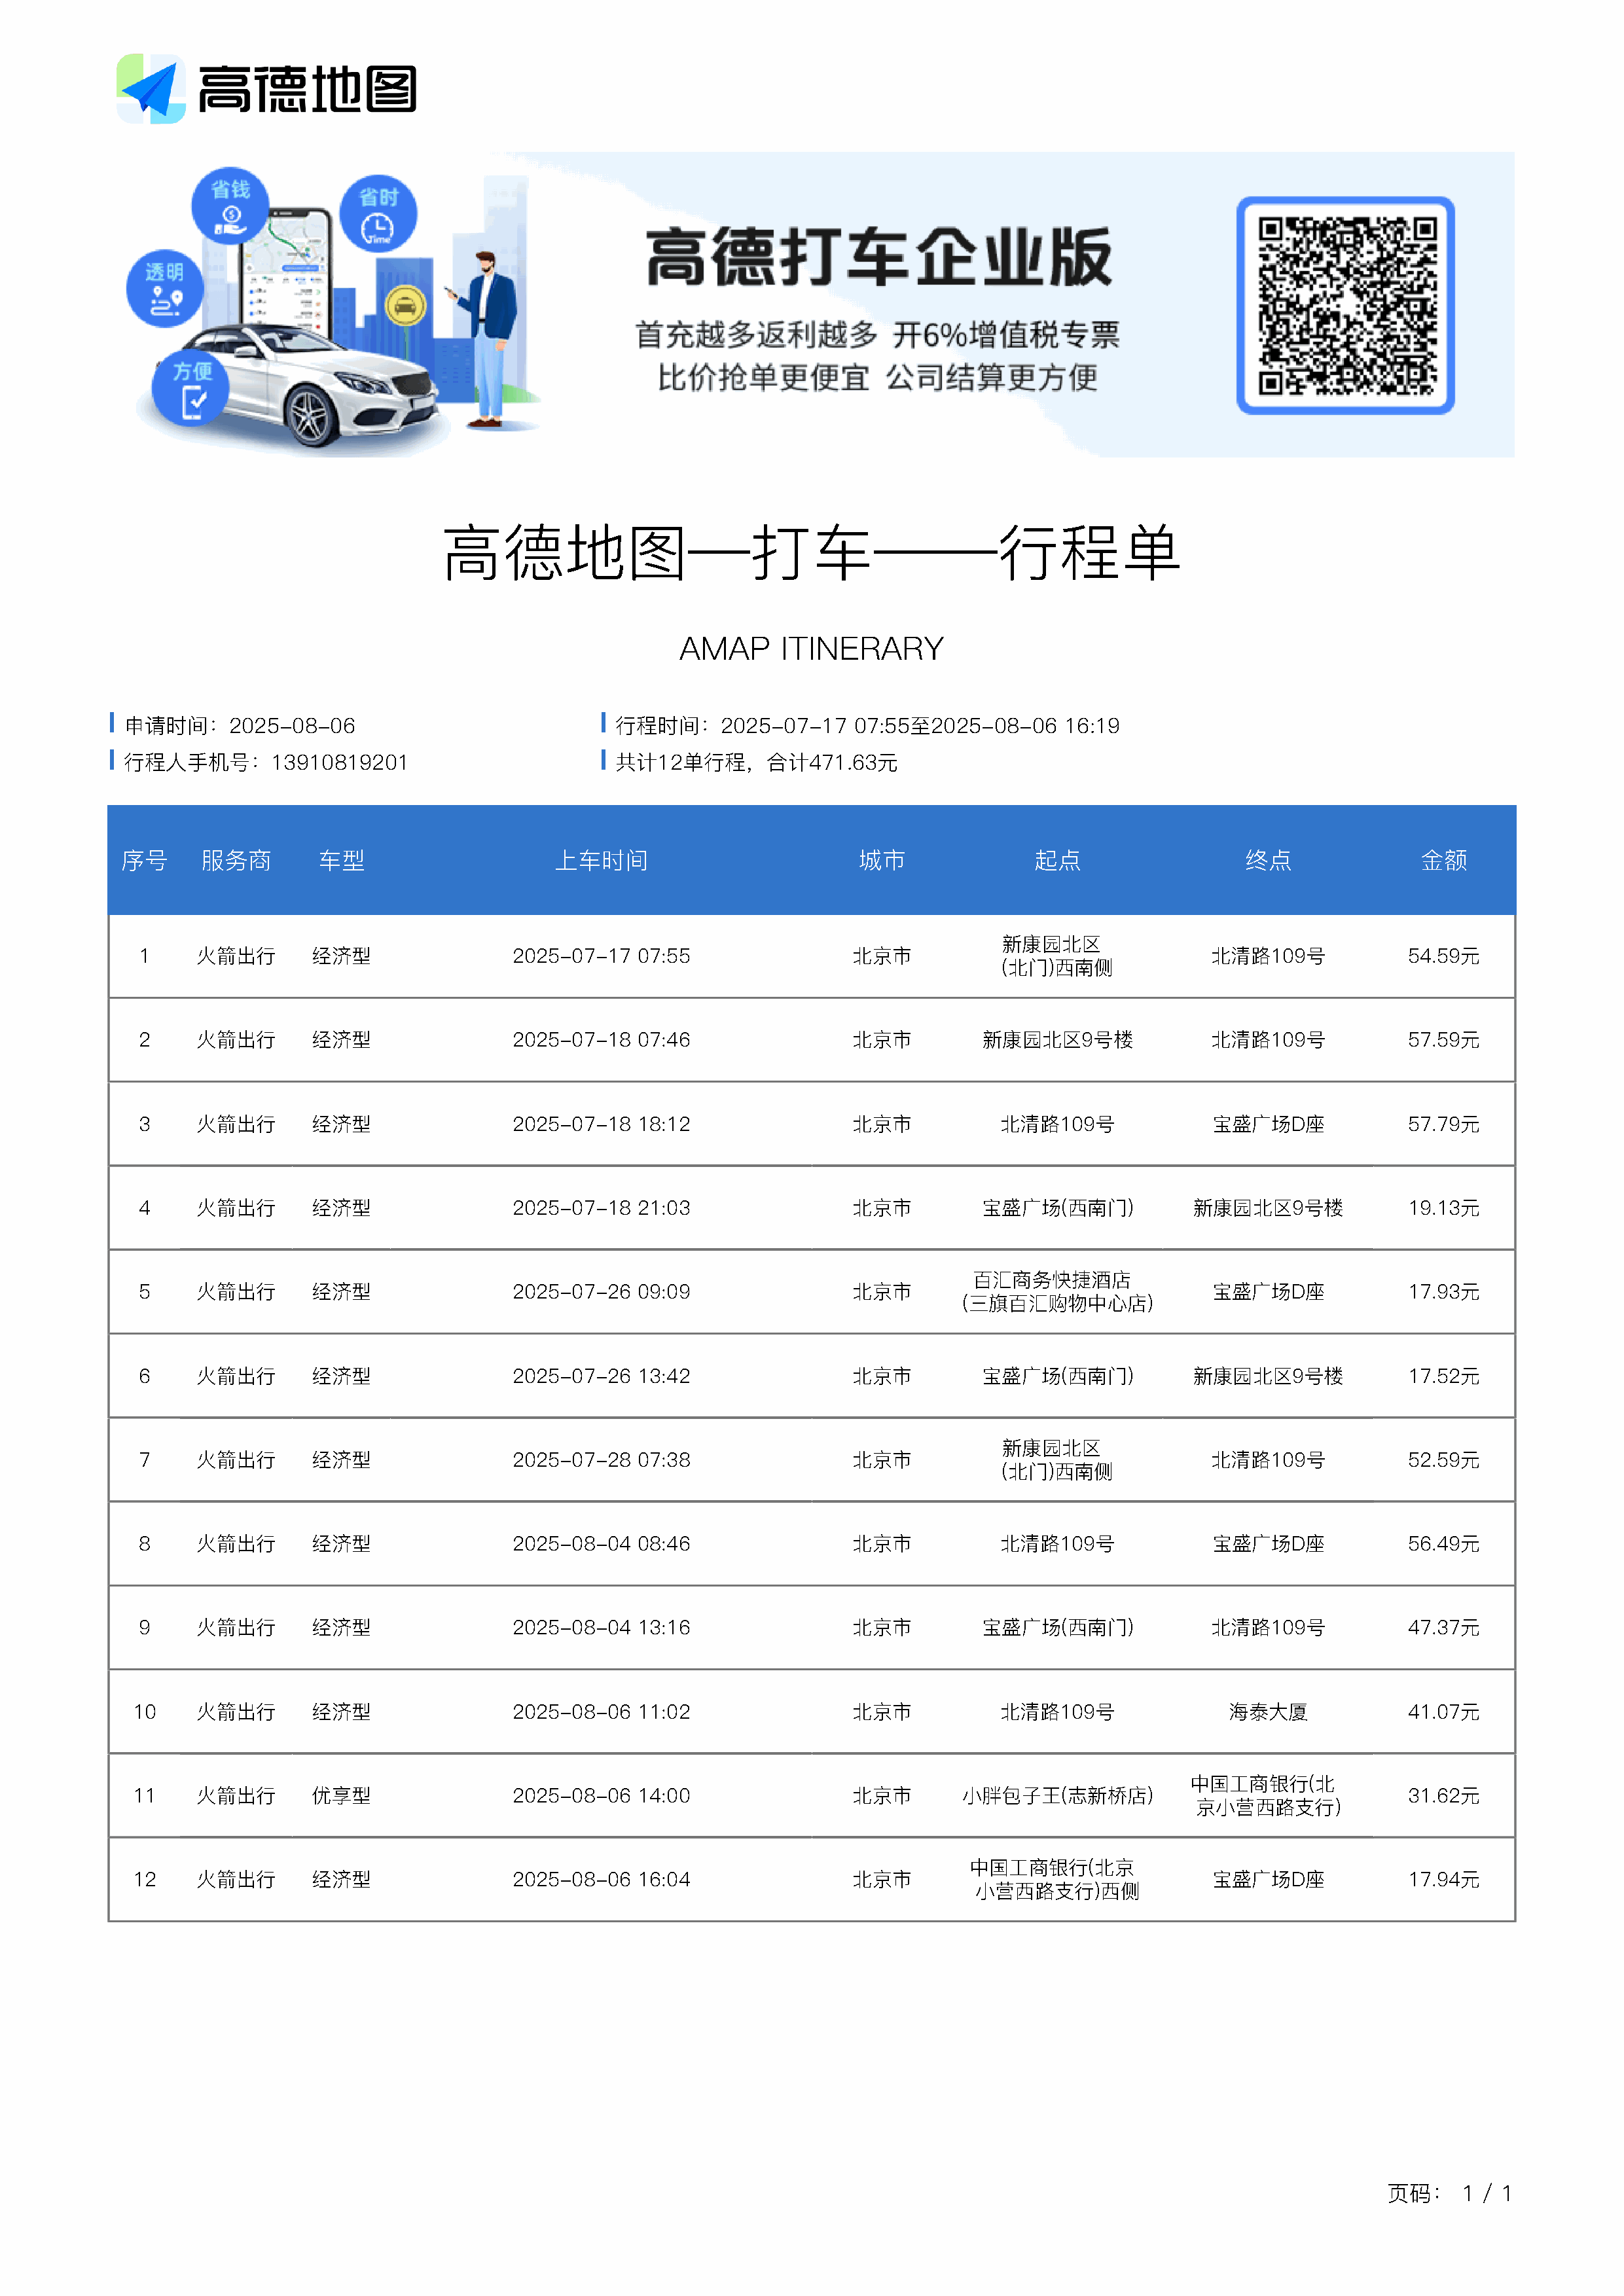 高德地图
省钱
省时
Time
透明
方便
高德打车企业版
首充越多返利越多 开6%增值税专票
比价抢单更便宜 公司结算更方便
高德地图—打车——行程单
AMAP ITINERARY
申请时间：2025-08-06 行程时间：2025-07-17 07:55至2025-08-06 16:19
行程人手机号：13910819201 共计12单行程，合计471.63元
序号 服务商 车型 上车时间 城市 起点 终点 金额
1 火箭出行 经济型 2025-07-17 07:55 北京市 新康园北区(北门)西南侧 北清路109号 54.59元
2 火箭出行 经济型 2025-07-18 07:46 北京市 新康园北区9号楼 北清路109号 57.59元
3 火箭出行 经济型 2025-07-18 18:12 北京市 北清路109号 宝盛广场D座 57.79元
4 火箭出行 经济型 2025-07-18 21:03 北京市 宝盛广场(西南门) 新康园北区9号楼 19.13元
5 火箭出行 经济型 2025-07-26 09:09 北京市 百汇商务快捷酒店(三旗百汇购物中心店) 宝盛广场D座 17.93元
6 火箭出行 经济型 2025-07-26 13:42 北京市 宝盛广场(西南门) 新康园北区9号楼 17.52元
7 火箭出行 经济型 2025-07-28 07:38 北京市 新康园北区(北门)西南侧 北清路109号 52.59元
8 火箭出行 经济型 2025-08-04 08:46 北京市 北清路109号 宝盛广场D座 56.49元
9 火箭出行 经济型 2025-08-04 13:16 北京市 宝盛广场(西南门) 北清路109号 47.37元
10 火箭出行 经济型 2025-08-06 11:02 北京市 北清路109号 海泰大厦 41.07元
11 火箭出行 优享型 2025-08-06 14:00 北京市 小胖包子王(志新桥店) 中国工商银行(北京小营西路支行) 31.62元
12 火箭出行 经济型 2025-08-06 16:04 北京市 中国工商银行(北京小营西路支行)西侧 宝盛广场D座 17.94元
页码： 1 / 1